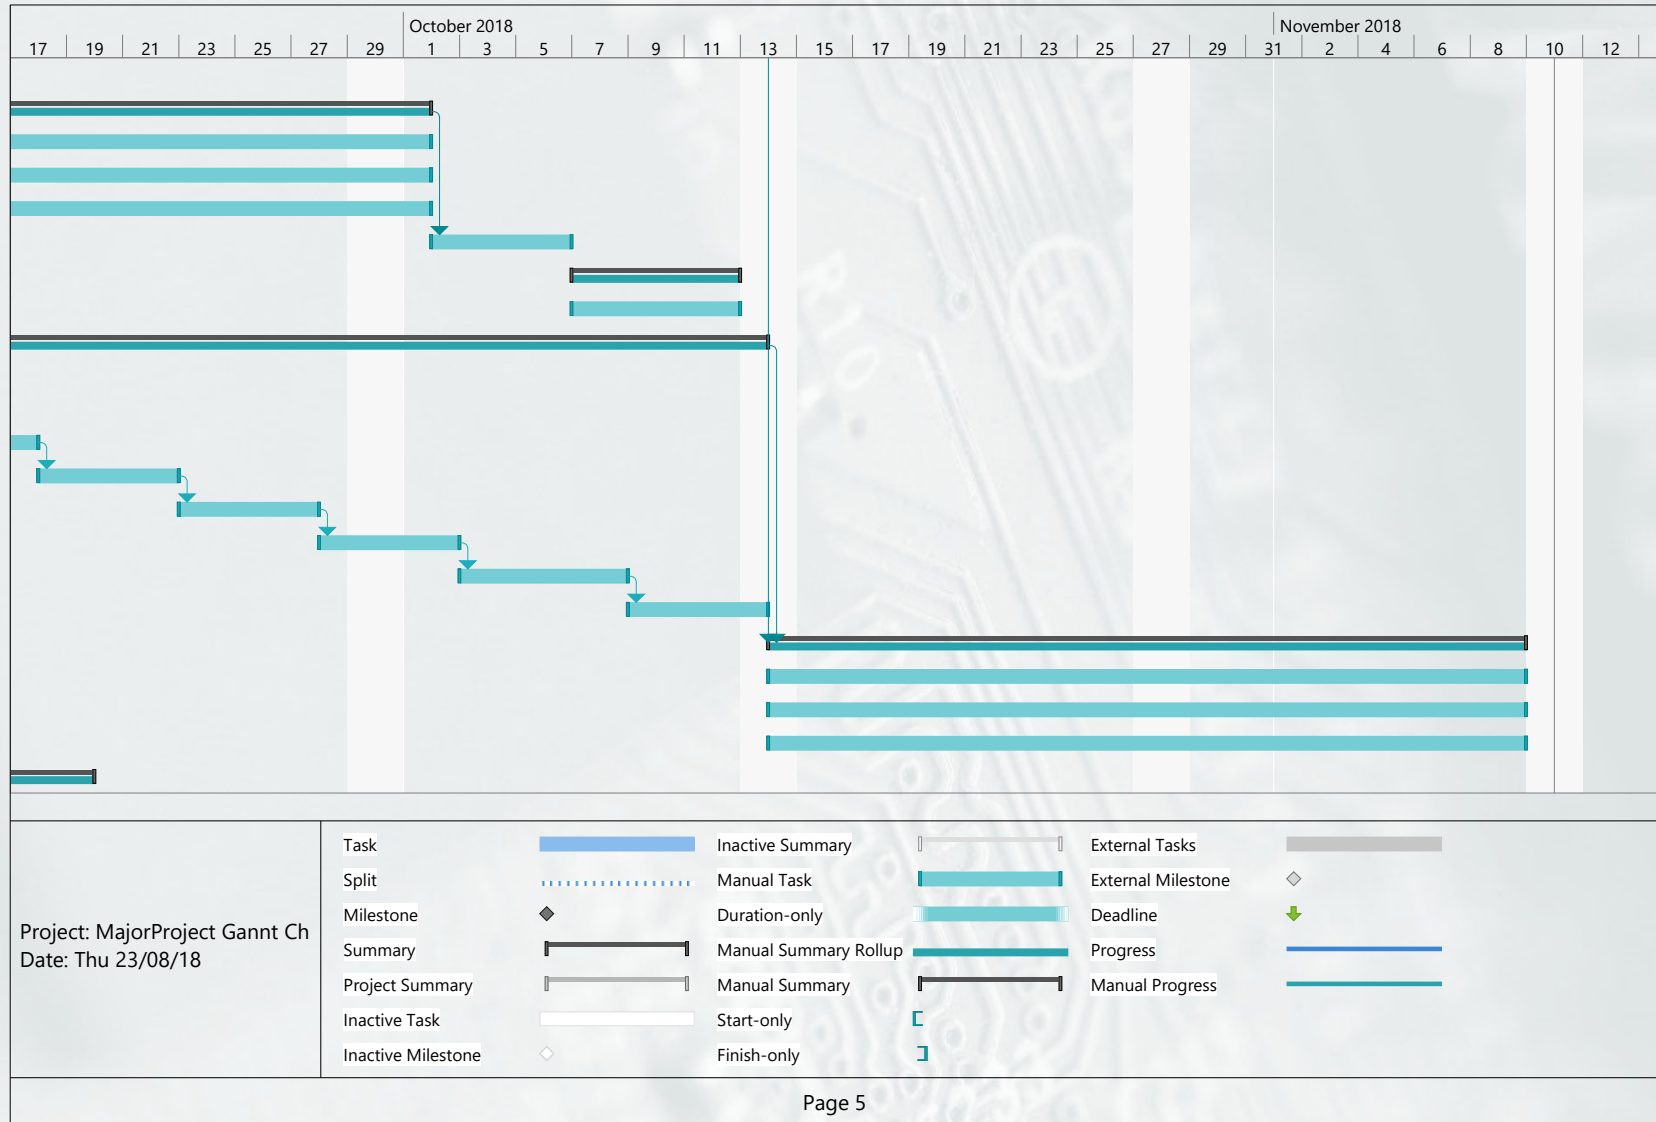 October 2018
November 2018
17 19 21 23 25 27 29 1 3 5 7 9 11 13 15 17 19 21 23 25 27 29 31 2 4 6 8 10 12
Project: MajorProject Gannt Ch
Date: Thu 23/08/18
Task
Split
Milestone
Summary
Project Summary
Inactive Task
Inactive Milestone
Inactive Summary
Manual Task
Duration-only
Manual Summary Rollup
Manual Summary
Start-only
Finish-only
External Tasks
External Milestone
Deadline
Progress
Manual Progress
Page 5